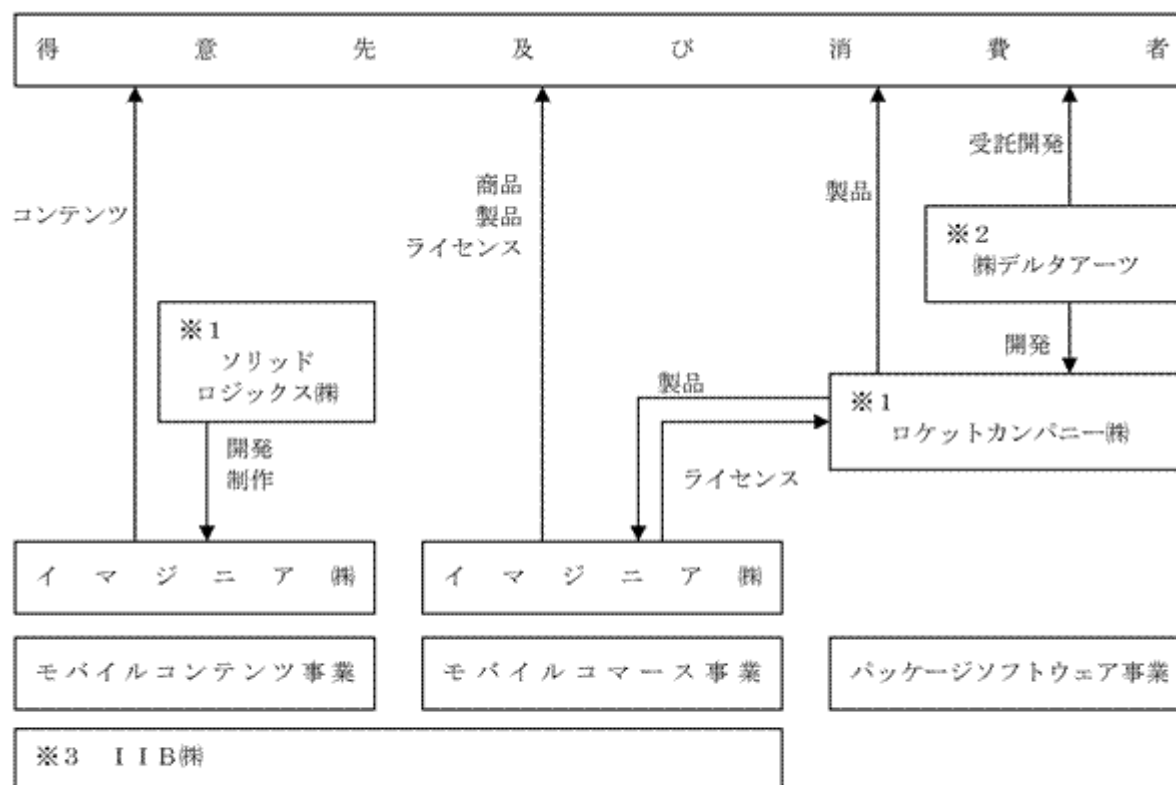 得意先及び消費者
受託開発
商品
製品
ライセンス
製品
コンテンツ
※2
㈱デルタアーツ
※1
ソリッド
ロジックス㈱
開発
製品
※1
ロケットカンパニー㈱
開発
制作
ライセンス
イマジニア㈱
イマジニア㈱
モバイルコンテンツ事業
モバイルコマース事業
パッケージソフトウェア事業
※3 IIB㈱